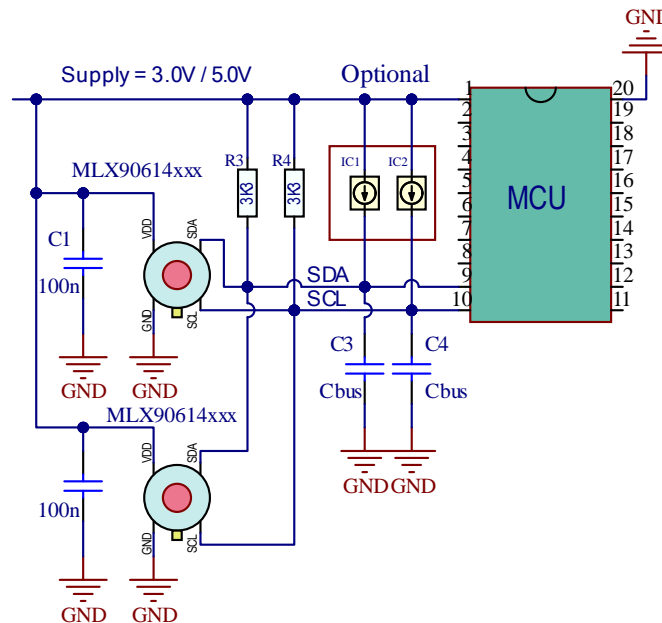 GND
Supply = 3.0V / 5.0V
Optional
1
20
2
19
3
18
4
17
5
16
6
15
7
14
8
13
9
12
10
11
MCU
R3
R4
IC1
IC2
3K3
3K3
MLX90614xxx
VDD
SDA
C1
100n
GND
SCL
SDA
SCL
GND
GND
C3
C4
Cbus
Cbus
GND
GND
MLX90614xxx
VDD
SDA
100n
GND
SCL
GND
GND